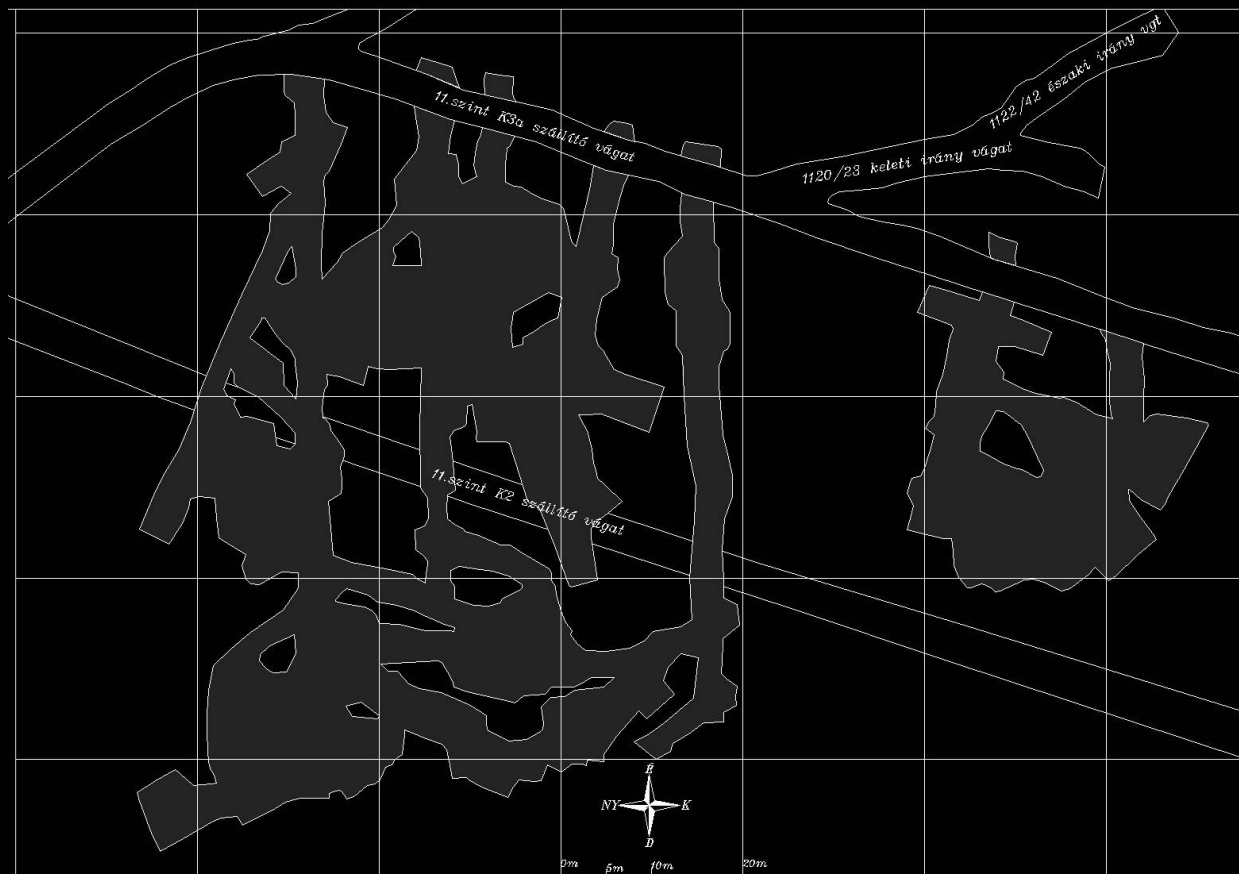 1122/42 északi irány vgt
11.szint K3a szállító vágat
1120/23 keleti irány vágat
11.szint K2 szállító vágat
É
NY K
D
0m 5m 10m 20m